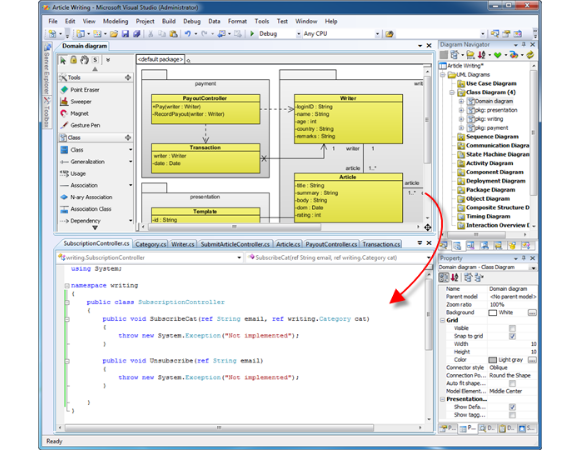 Article Writing - Microsoft Visual Studio (Administrator)
File Edit View Modeling Project Build Debug Data Format Tools Test Window Help
Debug Any CPU
Domain diagram
Diagram Navigator
<default package>
Server Explorer
Toolbox
Tools
Point Eraser
Sweeper
Magnet
Gesture Pen
Class
Class
Generalization
Usage
Association
N-ary Association
Association Class
Dependency
payment
PayoutController
+Pay(writer : Writer)
-RecordPayout(writer : Writer)
Transaction
writer : Writer
-date : Date
presentation
Template
-id : String
writ
Writer
-loginID : String
-name : String
-age : int
-country : String
-remarks : String
1 writer 1
article 1..*
Article
-title : String
-summary : String
-body : String
-dom : Date
-rating : int
article
1..*
Article Writing*
UML Diagrams
Use Case Diagram
Class Diagram (4)
Domain diagram
pkg: presentation
pkg: writing
pkg: payment
Sequence Diagram
Communication Diagra
State Machine Diagram
Activity Diagram
Component Diagram
Deployment Diagram
Package Diagram
Object Diagram
Composite Structure D
Timing Diagram
Interaction Overview D
SubscriptionController.cs Category.cs Writer.cs SubmitArticleController.cs Article.cs PayoutController.cs Transaction.cs
writing.SubscriptionController
SubscribeCat(ref String email, ref writing.Category cat)
using System;
namespace writing
{
public class SubscriptionController
{
public void SubscribeCat(ref String email, ref writing.Category cat)
{
throw new System.Exception("Not implemented");
}
public void Unsubscribe(ref String email)
{
throw new System.Exception("Not implemented");
}
}
}
Property
Domain diagram - Class Diagram
Name Domain diagram
Parent model <No parent model>
Zoom ratio 100%
Background White
Grid
Visible
Snap to grid
Width 10
Height 10
Color Light gray
Connector style Oblique
Connection Po... Round the Shape
Auto fit shape...
Model Element... Middle Center
Presentation...
Show Defa...
Show tagg...
Ready